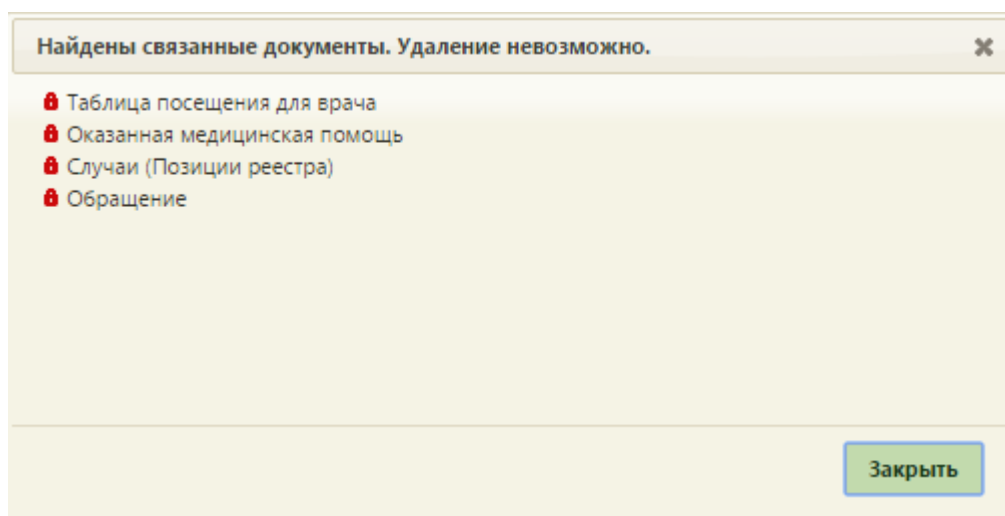 Найдены связанные документы. Удаление невозможно.
Таблица посещения для врача
Оказанная медицинская помощь
Случаи (Позиции реестра)
Обращение
Закрыть